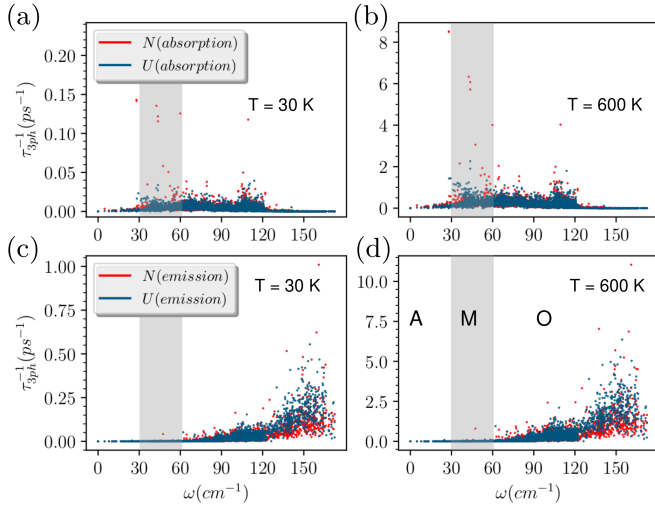 (a)
N(absorption)
U(absorption)
T = 30 K
τ₃ₚₕ⁻¹(ps⁻¹)
0.20
0.15
0.10
0.05
0.00
0 30 60 90 120 150
(b)
T = 600 K
8
6
4
2
0
0 30 60 90 120 150
(c)
N(emission)
U(emission)
T = 30 K
τ₃ₚₕ⁻¹(ps⁻¹)
1.00
0.75
0.50
0.25
0.00
0 30 60 90 120 150
ω(cm⁻¹)
(d)
T = 600 K
A M O
10.0
7.5
5.0
2.5
0.0
0 30 60 90 120 150
ω(cm⁻¹)